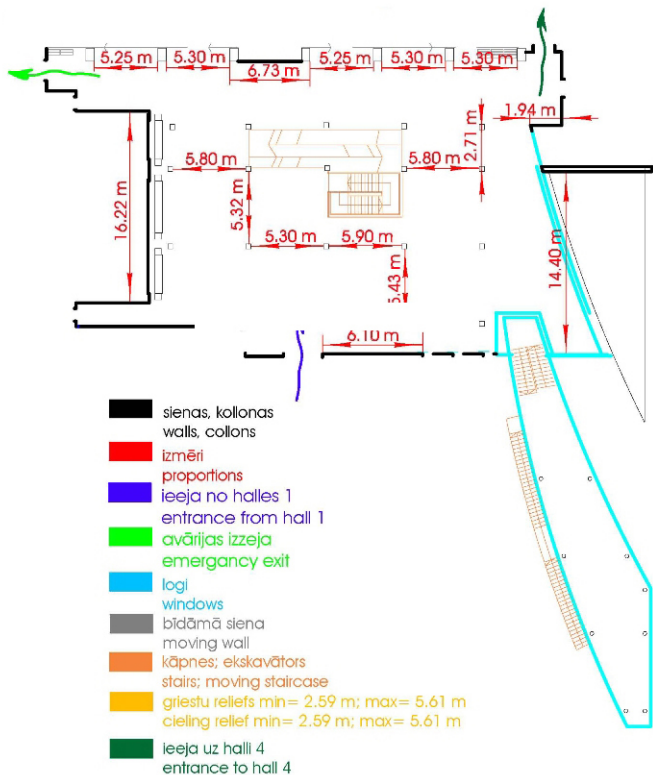 5.25 m
5.30 m
6.73 m
5.25 m
5.30 m
5.30 m
1.94 m
2.71 m
5.80 m
5.80 m
16.22 m
5.32 m
5.30 m
5.90 m
5.43 m
14.40 m
6.10 m
sienas, kollonas
walls, collons
izmēri
proportions
ieeja no halles 1
entrance from hall 1
avārijas izzeja
emergancy exit
logi
windows
bīdāmā siena
moving wall
kāpnes; ekskavātors
stairs; moving staircase
griestu reliefs min= 2.59 m; max= 5.61 m
cieling relief min= 2.59 m; max= 5.61 m
ieeja uz halli 4
entrance to hall 4